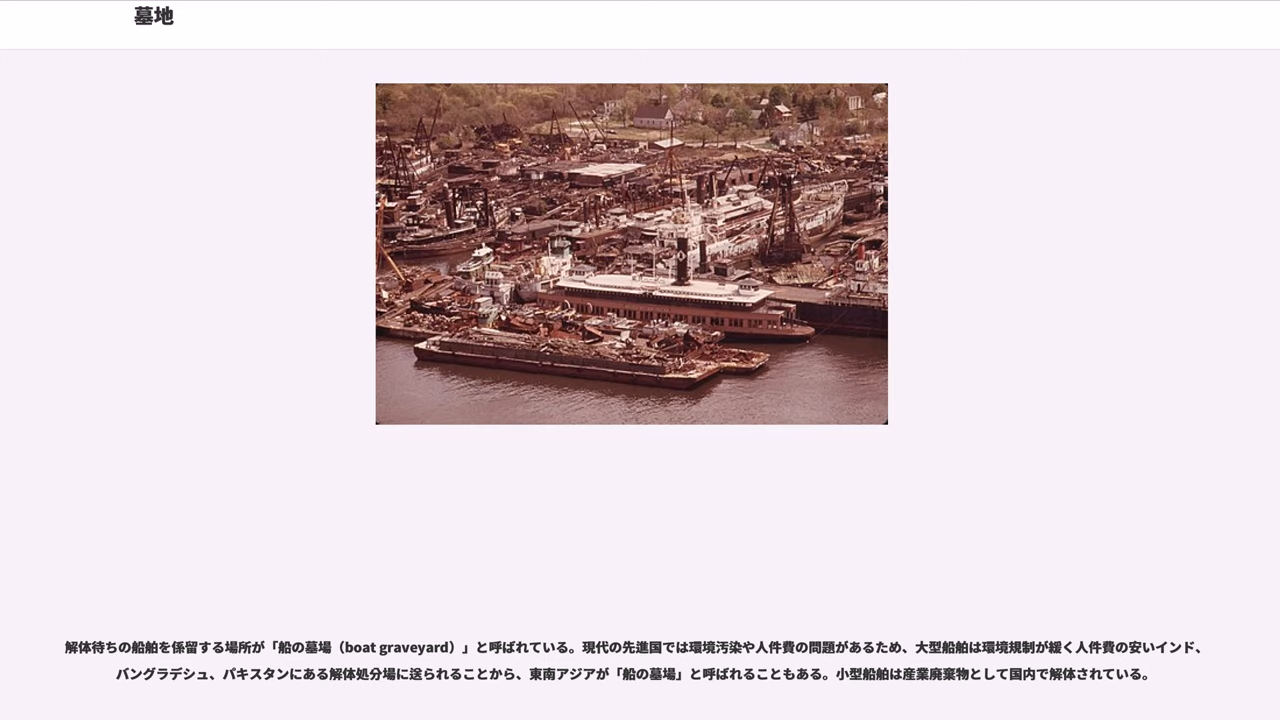 墓地
解体待ちの船舶を係留する場所が「船の墓場（boat graveyard）」と呼ばれている。現代の先進国では環境汚染や人件費の問題があるため、大型船舶は環境規制が緩く人件費の安いインド、
バングラデシュ、パキスタンにある解体処分場に送られることから、東南アジアが「船の墓場」と呼ばれることもある。小型船舶は産業廃棄物として国内で解体されている。